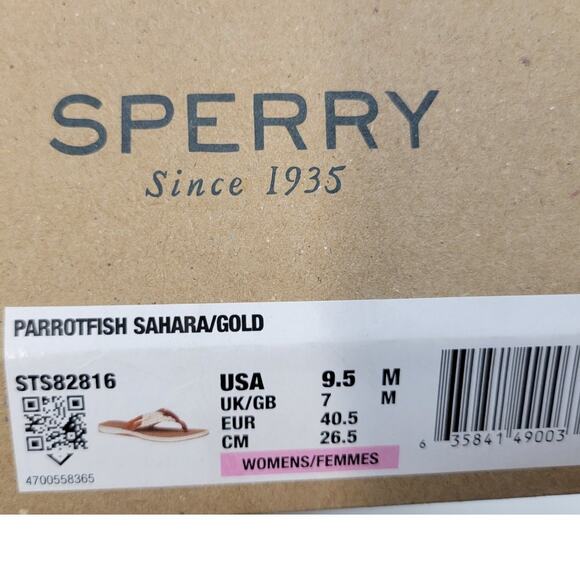 SPERRY
Since 1935
PARROTFISH SAHARA/GOLD
STS82816
4700558365
USA 9.5 M
UK/GB 7 M
EUR 40.5
CM 26.5
WOMENS/FEMMES
6 35841 49003